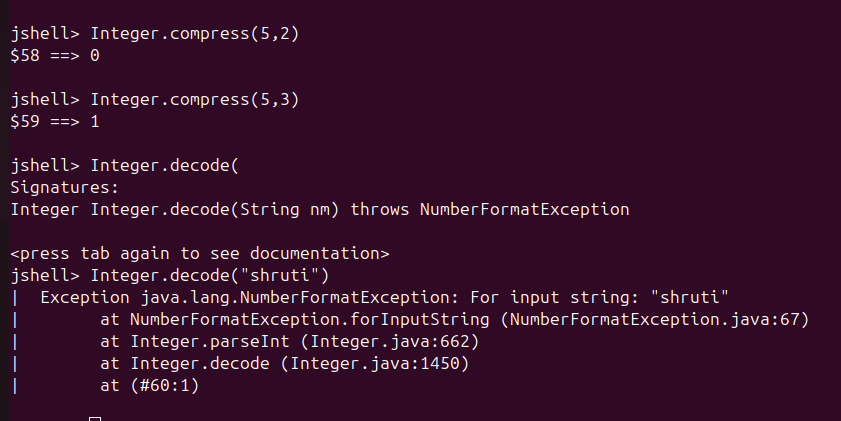 jshell> Integer.compress(5,2)
$58 ==> 0
jshell> Integer.compress(5,3)
$59 ==> 1
jshell> Integer.decode(
Signatures:
Integer Integer.decode(String nm) throws NumberFormatException
<press tab again to see documentation>
jshell> Integer.decode("shruti")
|  Exception java.lang.NumberFormatException: For input string: "shruti"
|        at NumberFormatException.forInputString (NumberFormatException.java:67)
|        at Integer.parseInt (Integer.java:662)
|        at Integer.decode (Integer.java:1450)
|        at (#60:1)